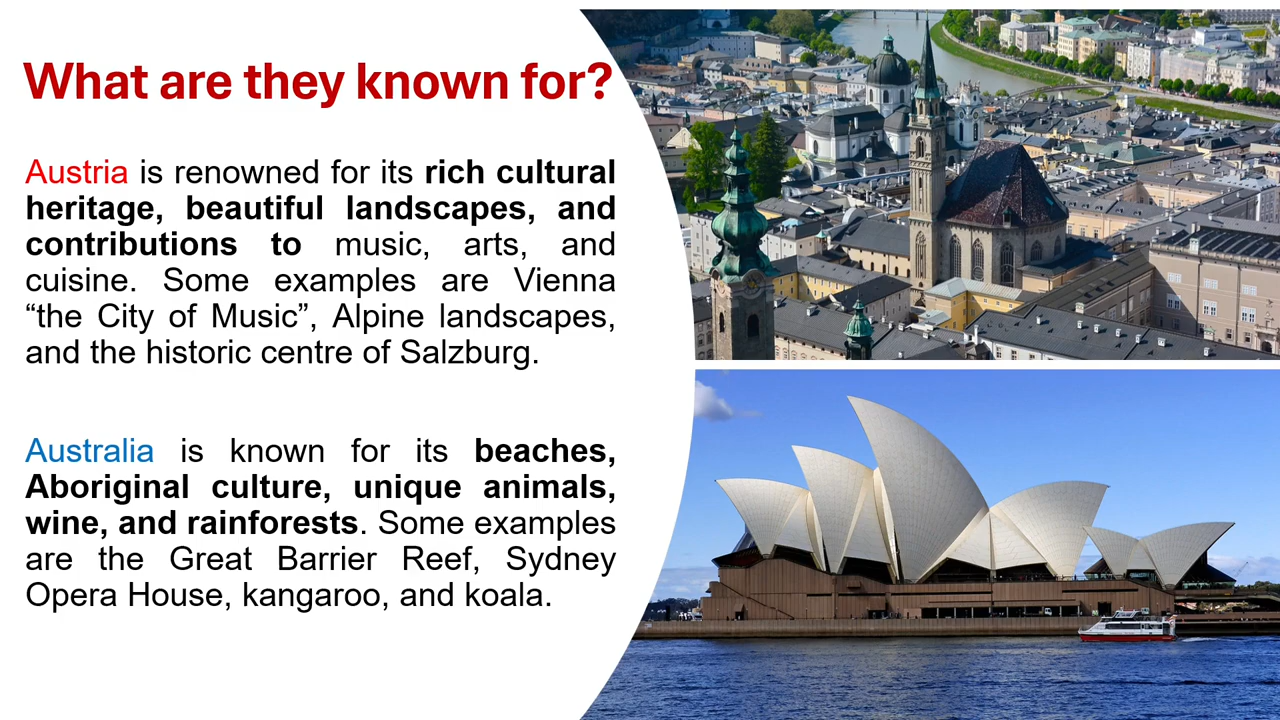 What are they known for?
Austria is renowned for its rich cultural
heritage, beautiful landscapes, and
contributions to music, arts, and
cuisine. Some examples are Vienna
“the City of Music”, Alpine landscapes,
and the historic centre of Salzburg.
Australia is known for its beaches,
Aboriginal culture, unique animals,
wine, and rainforests. Some examples
are the Great Barrier Reef, Sydney
Opera House, kangaroo, and koala.